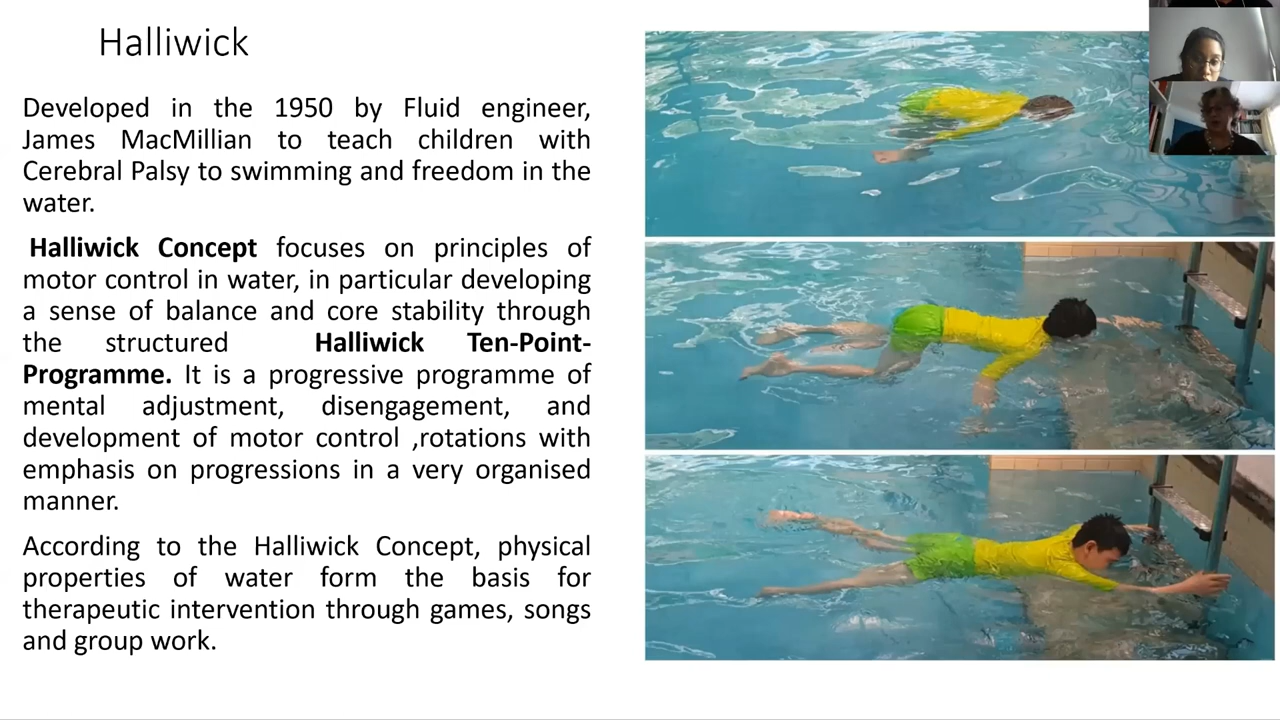 Halliwick
Developed in the 1950 by Fluid engineer,
James MacMillian to teach children with
Cerebral Palsy to swimming and freedom in the
water.
Halliwick Concept focuses on principles of
motor control in water, in particular developing
a sense of balance and core stability through
the structured Halliwick Ten-Point-
Programme. It is a progressive programme of
mental adjustment, disengagement, and
development of motor control ,rotations with
emphasis on progressions in a very organised
manner.
According to the Halliwick Concept, physical
properties of water form the basis for
therapeutic intervention through games, songs
and group work.